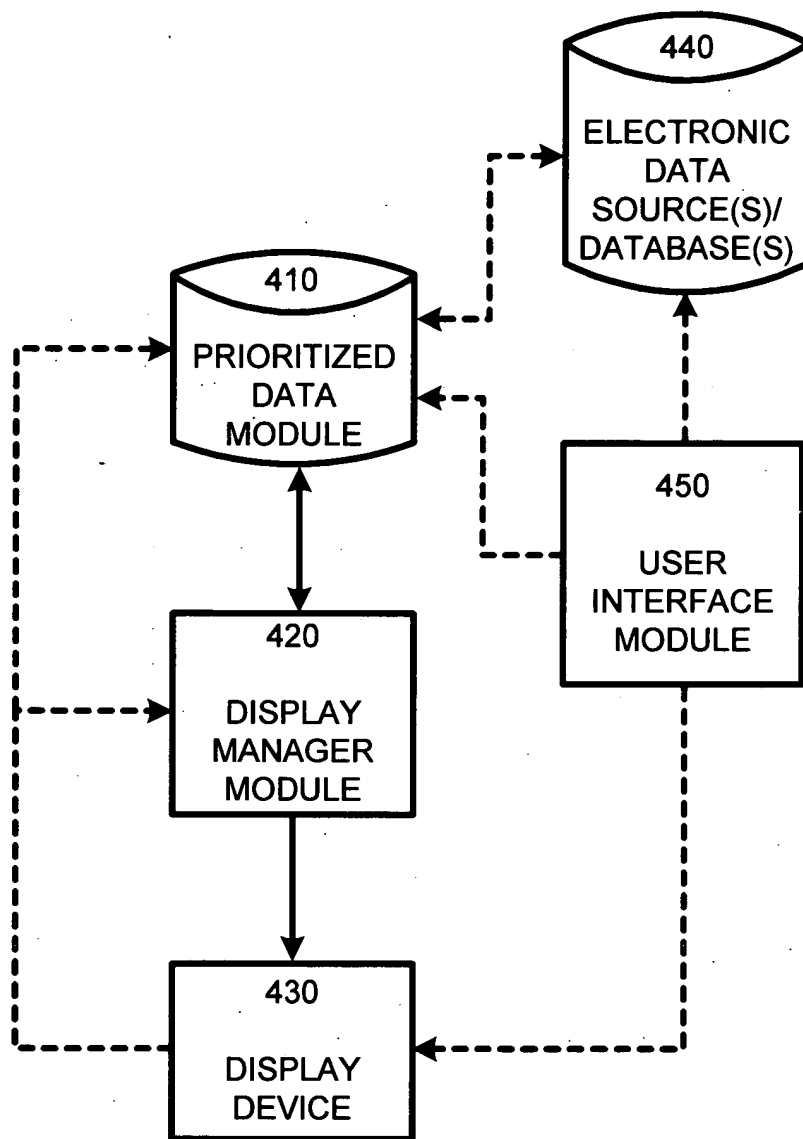 440
ELECTRONIC
DATA
SOURCE(S)/
DATABASE(S)
410
PRIORITIZED
DATA
MODULE
450
USER
INTERFACE
MODULE
420
DISPLAY
MANAGER
MODULE
430
DISPLAY
DEVICE